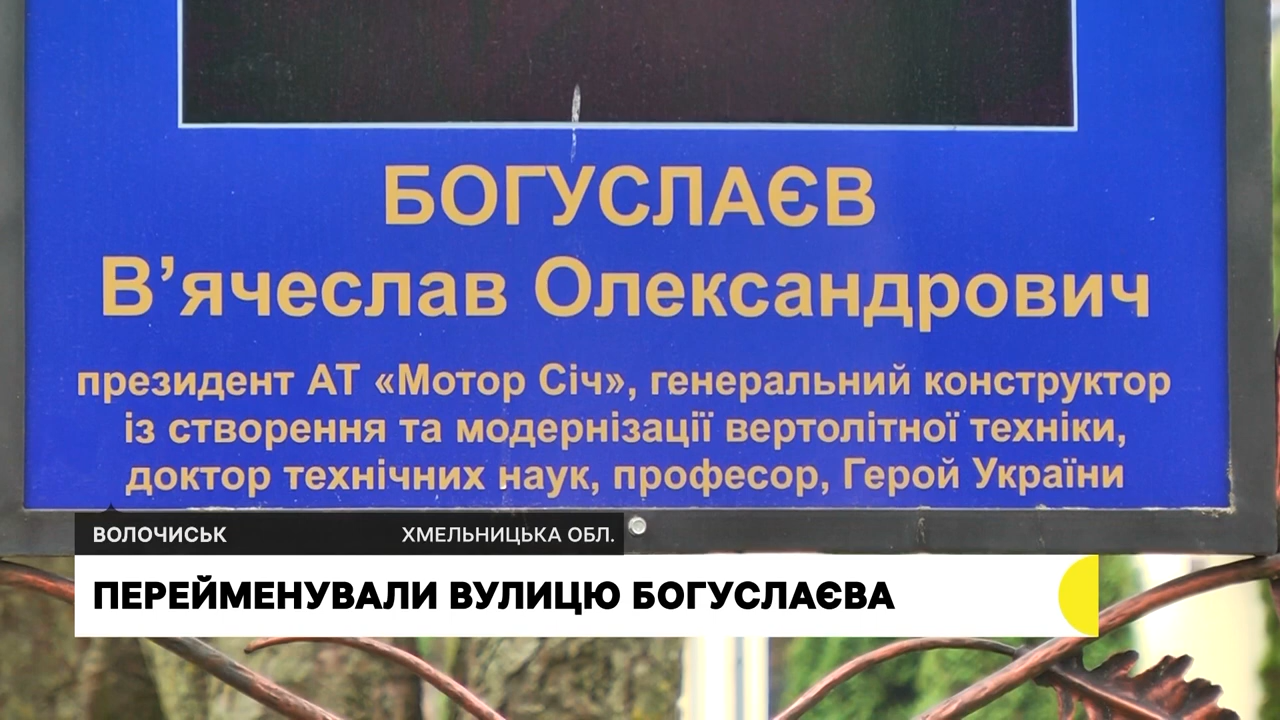 БОГУСЛАЄВ
В’ячеслав Олександрович
президент АТ «Мотор Січ», генеральний конструктор
із створення та модернізації вертолітної техніки,
доктор технічних наук, професор, Герой України
ВОЛОЧИСЬК ХМЕЛЬНИЦЬКА ОБЛ.
ПЕРЕЙМЕНУВАЛИ ВУЛИЦЮ БОГУСЛАЄВА